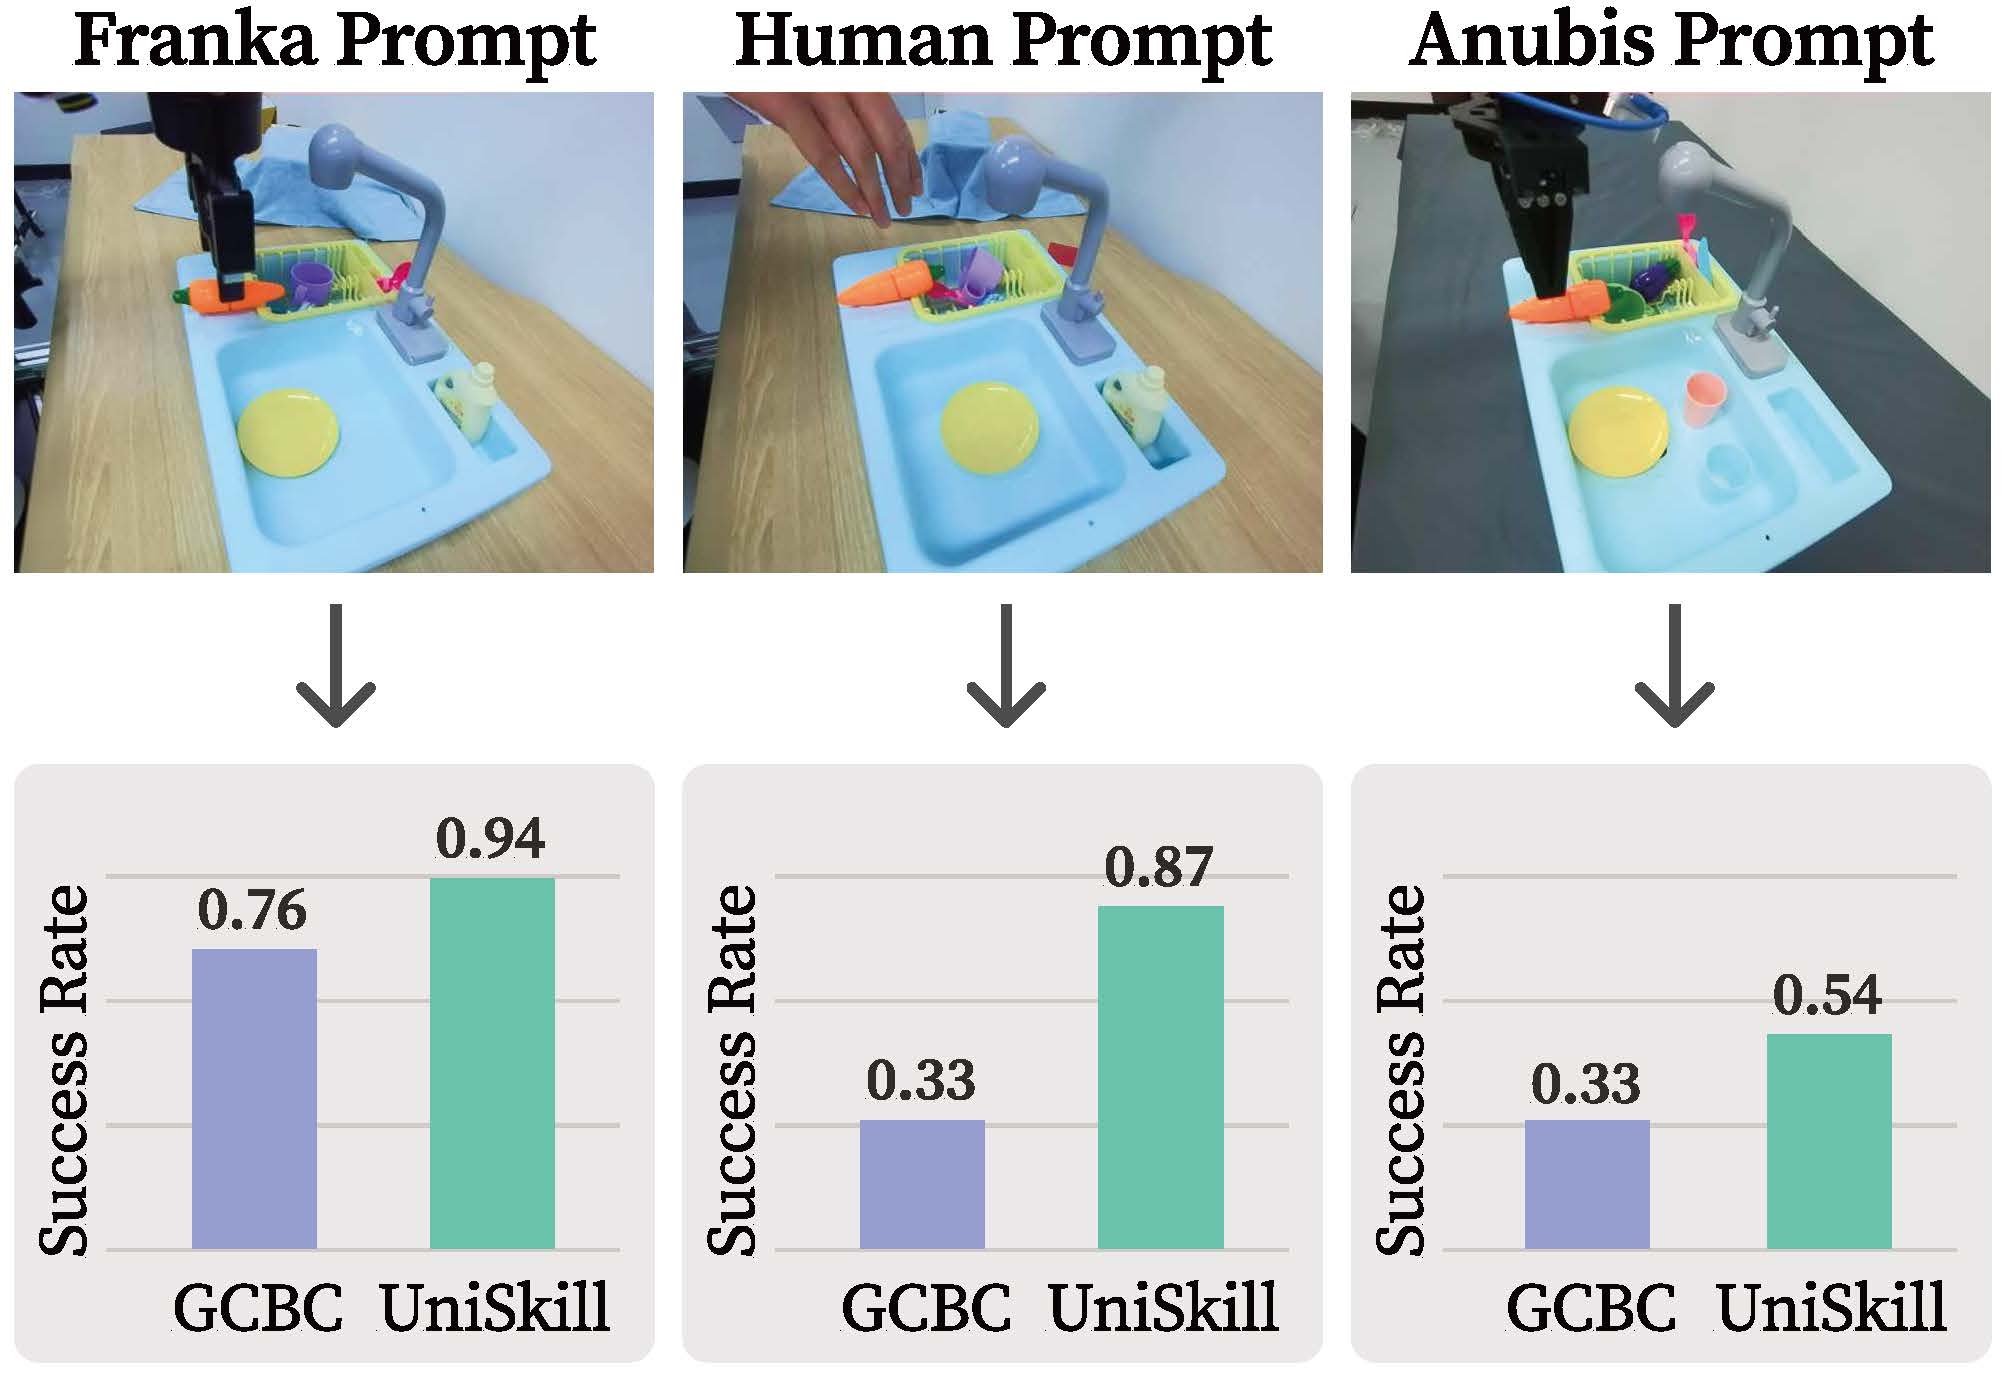 Franka Prompt
Human Prompt
Anubis Prompt
Success Rate
0.76
0.94
GCBC
UniSkill
Success Rate
0.33
0.87
GCBC
UniSkill
Success Rate
0.33
0.54
GCBC
UniSkill